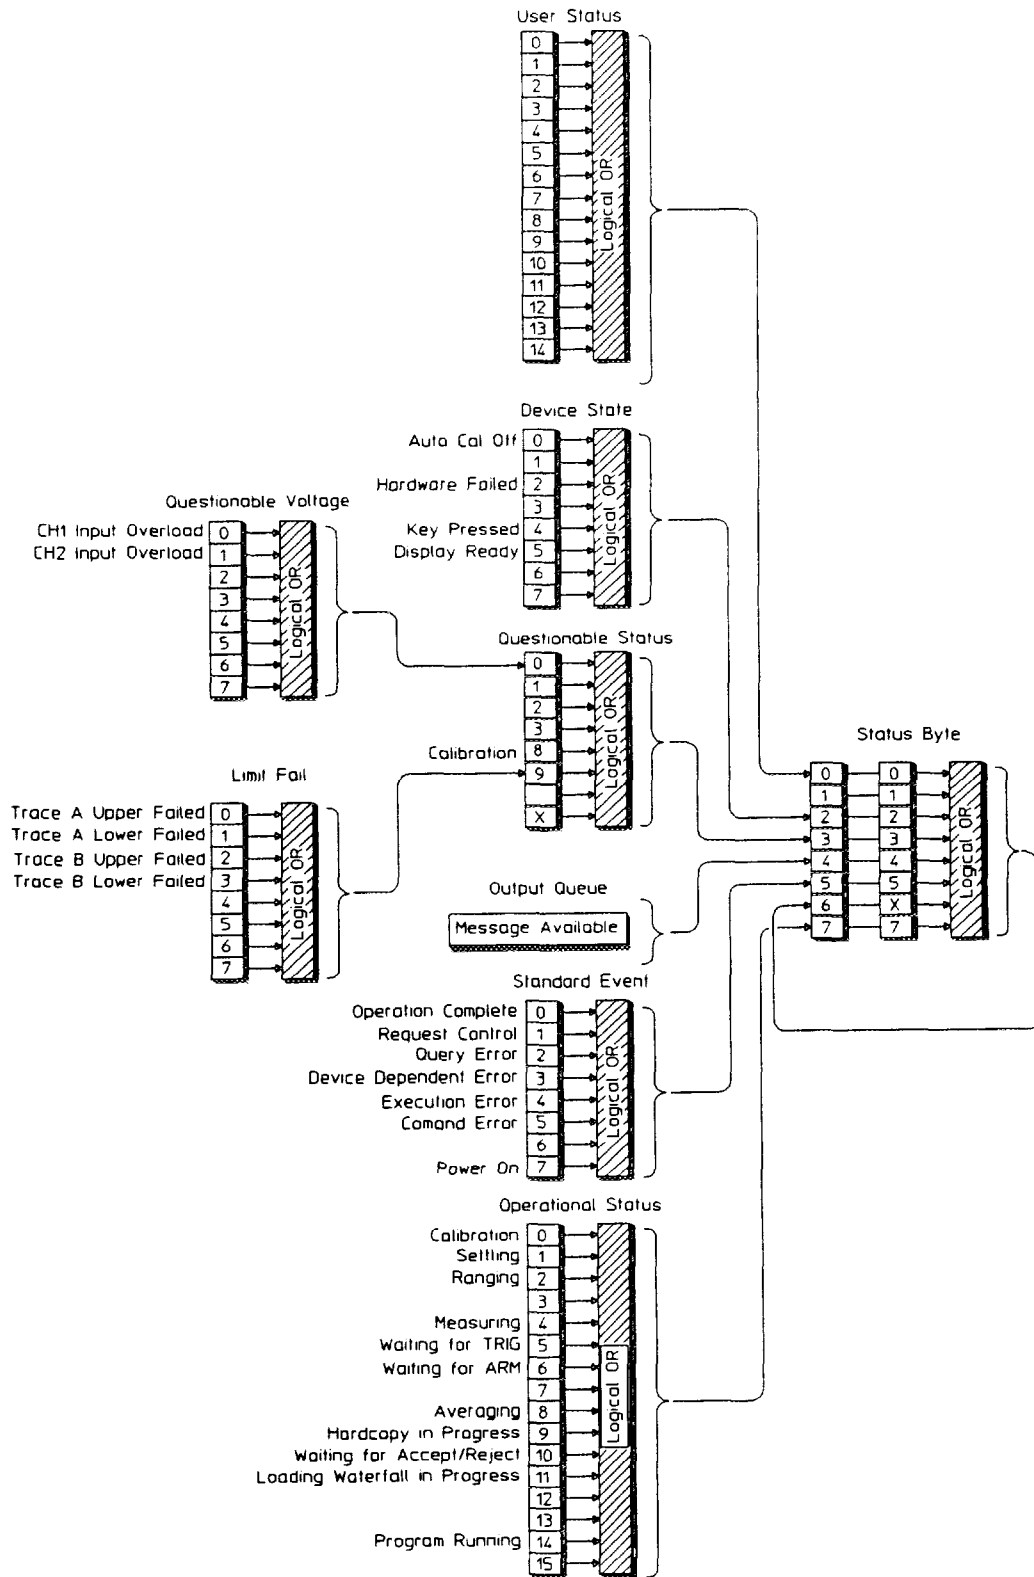 User Status
0
1
2
3
4
5
6
7
8
9
10
11
12
13
14
Logical OR
Device State
Auto Cal Off 0
1
Hardware Failed 2
3
Key Pressed 4
Display Ready 5
6
7
Logical OR
Questionable Voltage
CH1 Input Overload 0
CH2 Input Overload 1
2
3
4
5
6
7
Logical OR
Questionable Status
0
1
2
3
Calibration 8
9
X
Logical OR
Limit Fail
Trace A Upper Failed 0
Trace A Lower Failed 1
Trace B Upper Failed 2
Trace B Lower Failed 3
4
5
6
7
Logical OR
Output Queue
Message Available
Status Byte
0 0
1 1
2 2
3 3
4 4
5 5
6 X
7 7
Logical OR
Standard Event
Operation Complete 0
Request Control 1
Query Error 2
Device Dependent Error 3
Execution Error 4
Comand Error 5
6
Power On 7
Logical OR
Operational Status
Calibration 0
Settling 1
Ranging 2
3
Measuring 4
Waiting for TRIG 5
Waiting for ARM 6
7
Averaging 8
Hardcopy in Progress 9
Waiting for Accept/Reject 10
Loading Waterfall in Progress 11
12
13
Program Running 14
15
Logical OR